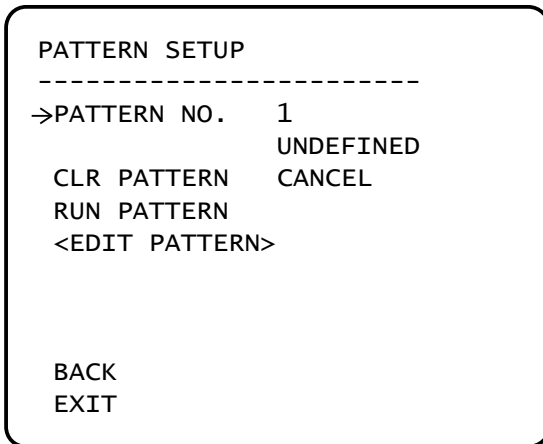 PATTERN SETUP
------------------------
→PATTERN NO. 1
UNDEFINED
CLR PATTERN CANCEL
RUN PATTERN
<EDIT PATTERN>
BACK
EXIT